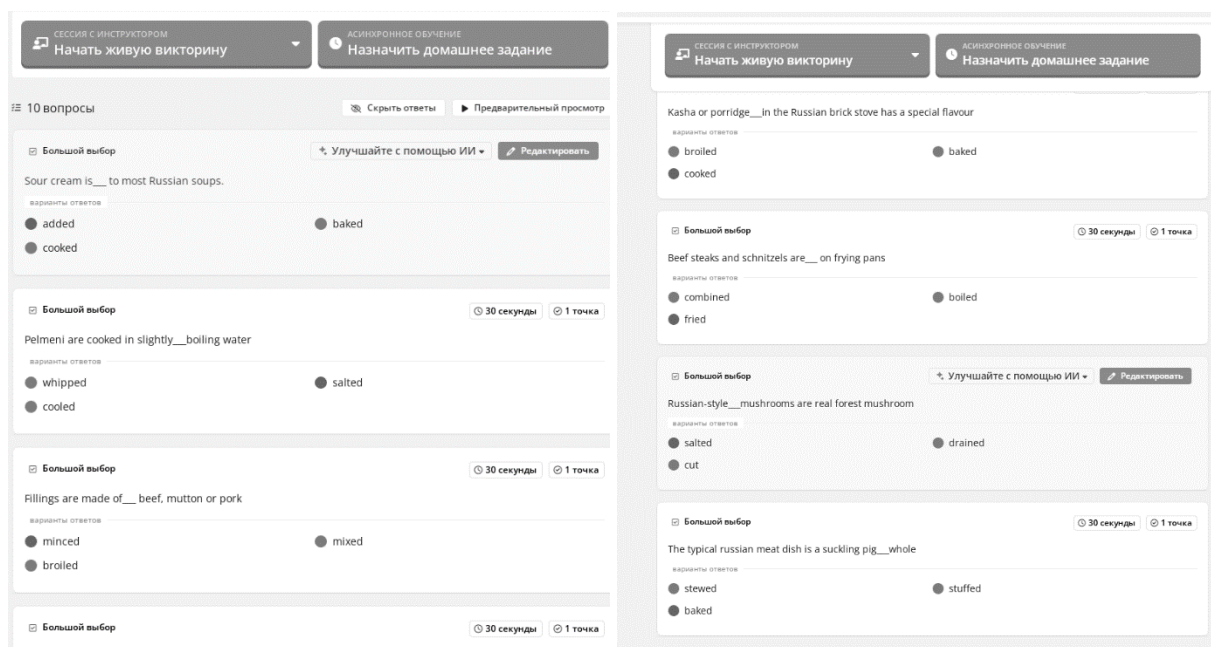 СЕССИЯ С ИНСТРУКТОРОМ
Начать живую викторину
АСИНХРОННОЕ ОБУЧЕНИЕ
Назначить домашнее задание
10 вопросы
Скрыть ответы
Предварительный просмотр
Большой выбор
Улучшайте с помощью ИИ
Редактировать
Sour cream is___ to most Russian soups.
варианты ответов
added
baked
cooked
Большой выбор
30 секунды
1 точка
Pelmeni are cooked in slightly___boiling water
варианты ответов
whipped
salted
cooled
Большой выбор
30 секунды
1 точка
Fillings are made of___ beef, mutton or pork
варианты ответов
minced
mixed
broiled
Большой выбор
30 секунды
1 точка
СЕССИЯ С ИНСТРУКТОРОМ
Начать живую викторину
АСИНХРОННОЕ ОБУЧЕНИЕ
Назначить домашнее задание
Kasha or porridge___in the Russian brick stove has a special flavour
варианты ответов
broiled
baked
cooked
Большой выбор
30 секунды
1 точка
Beef steaks and schnitzels are___ on frying pans
варианты ответов
combined
boiled
fried
Большой выбор
Улучшайте с помощью ИИ
Редактировать
Russian-style___mushrooms are real forest mushroom
варианты ответов
salted
drained
cut
Большой выбор
30 секунды
1 точка
The typical russian meat dish is a suckling pig___whole
варианты ответов
stewed
stuffed
baked